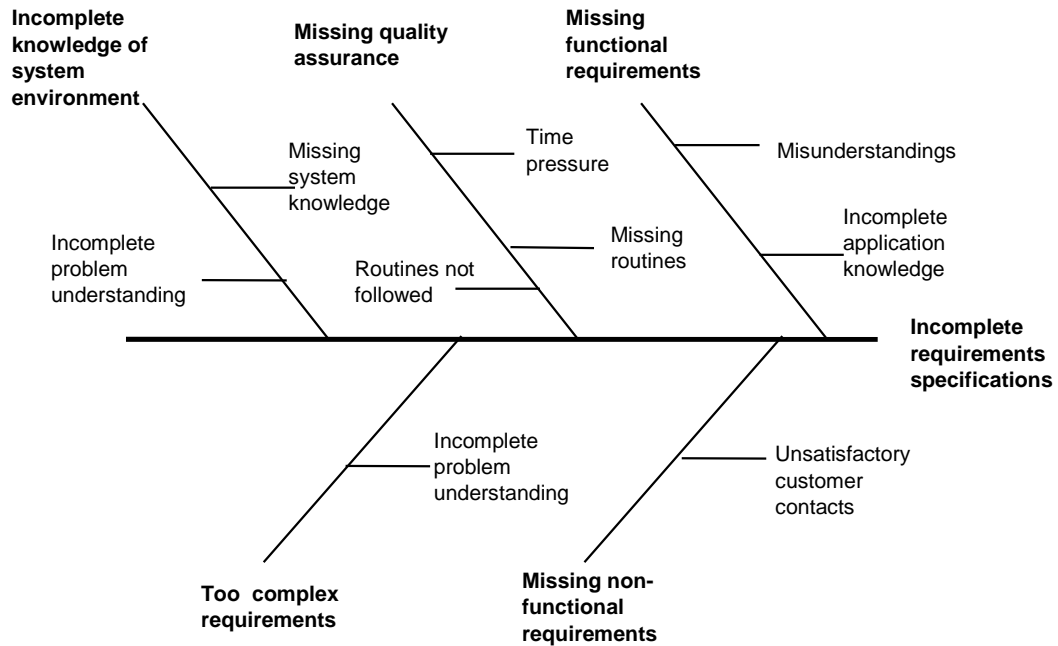 Incomplete
knowledge of
system
environment
Missing quality
assurance
Missing
functional
requirements
Missing
system
knowledge
Time
pressure
Misunderstandings
Incomplete
problem
understanding
Routines not
followed
Missing
routines
Incomplete
application
knowledge
Incomplete
requirements
specifications
Incomplete
problem
understanding
Unsatisfactory
customer
contacts
Too complex
requirements
Missing non-
functional
requirements